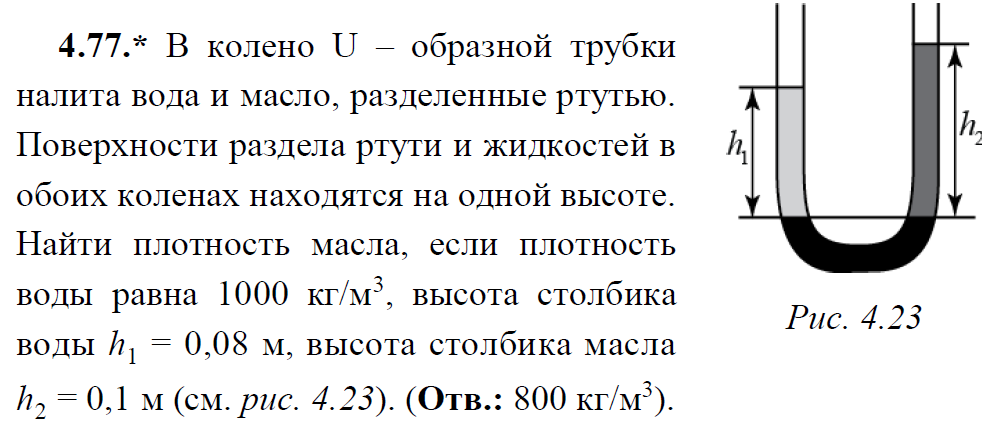 4.77.* В колено U – образной трубки
налита вода и масло, разделенные ртутью.
Поверхности раздела ртути и жидкостей в
обоих коленах находятся на одной высоте.
Найти плотность масла, если плотность
воды равна 1000 кг/м³, высота столбика
воды h₁ = 0,08 м, высота столбика масла
h₂ = 0,1 м (см. рис. 4.23). (Отв.: 800 кг/м³).
h₁
h₂
Рис. 4.23